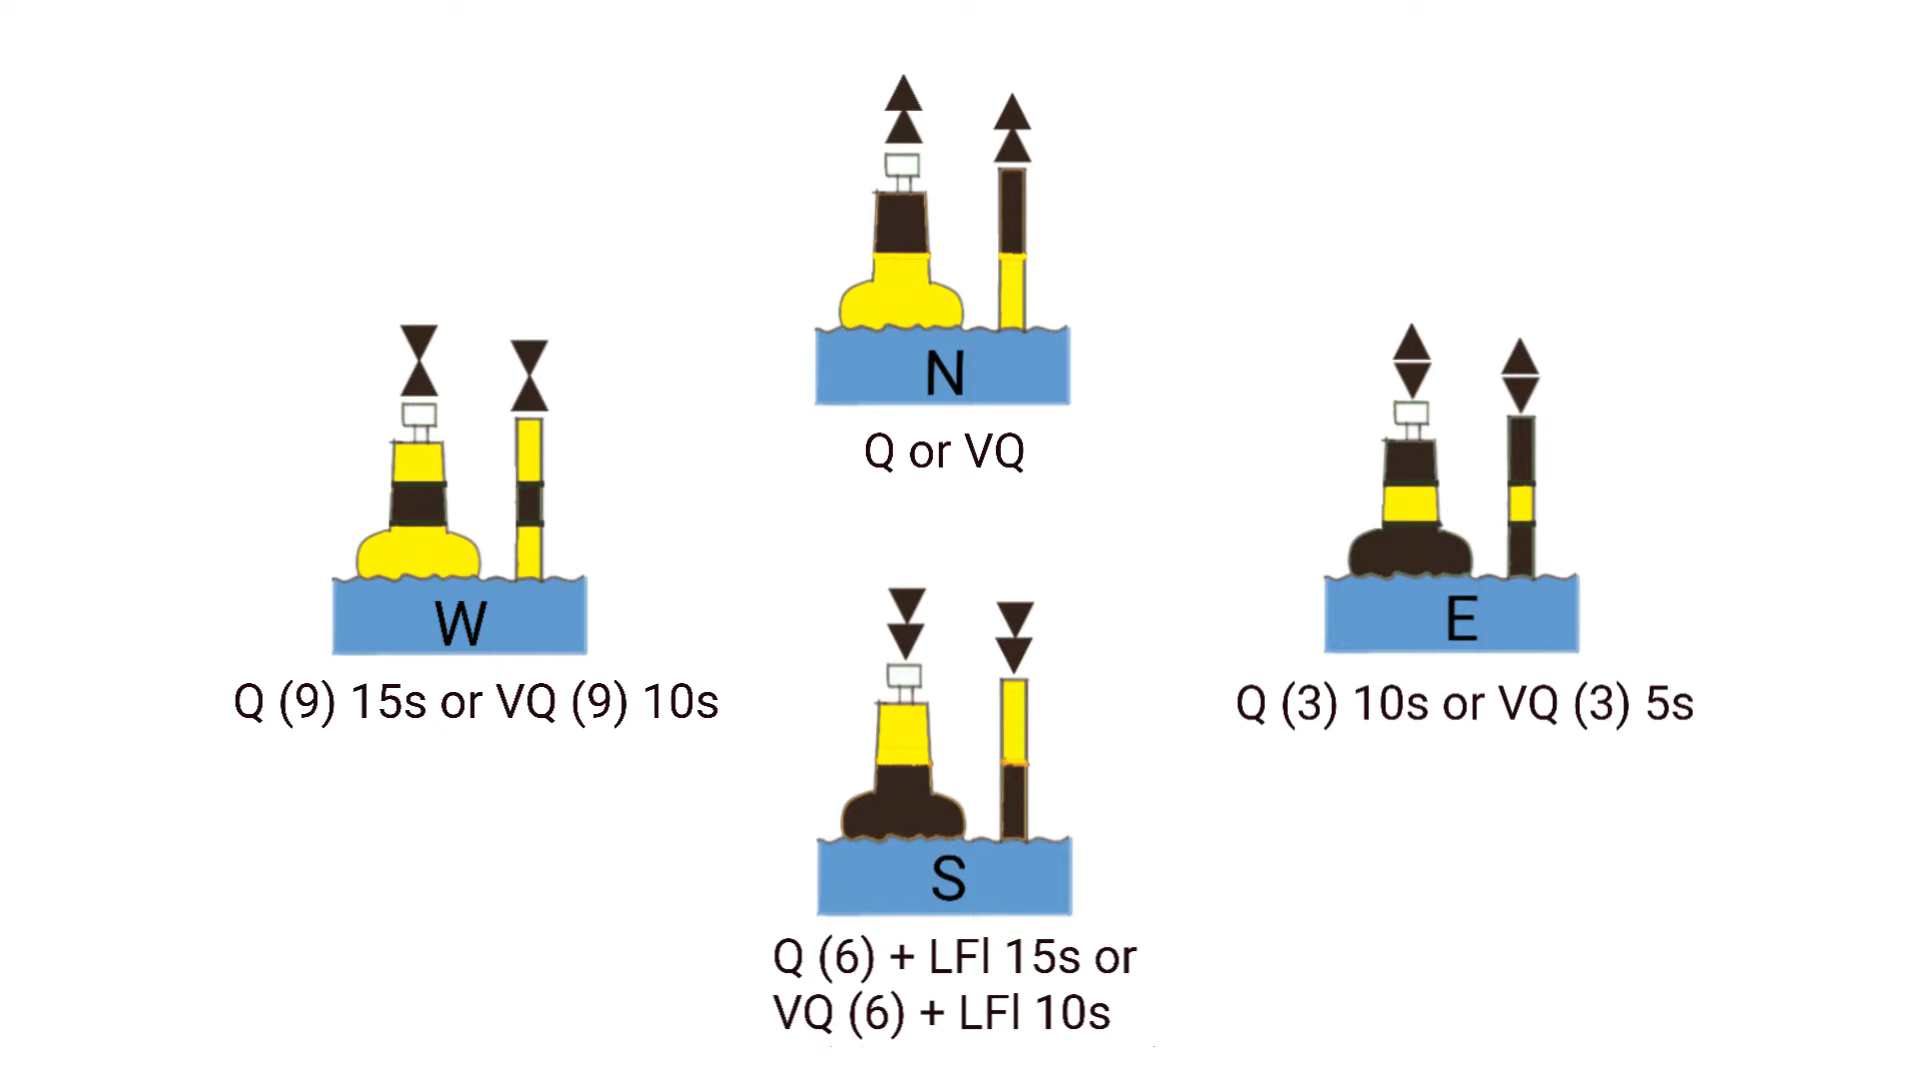 N
Q or VQ
W
Q (9) 15s or VQ (9) 10s
E
Q (3) 10s or VQ (3) 5s
S
Q (6) + LFl 15s or
VQ (6) + LFl 10s